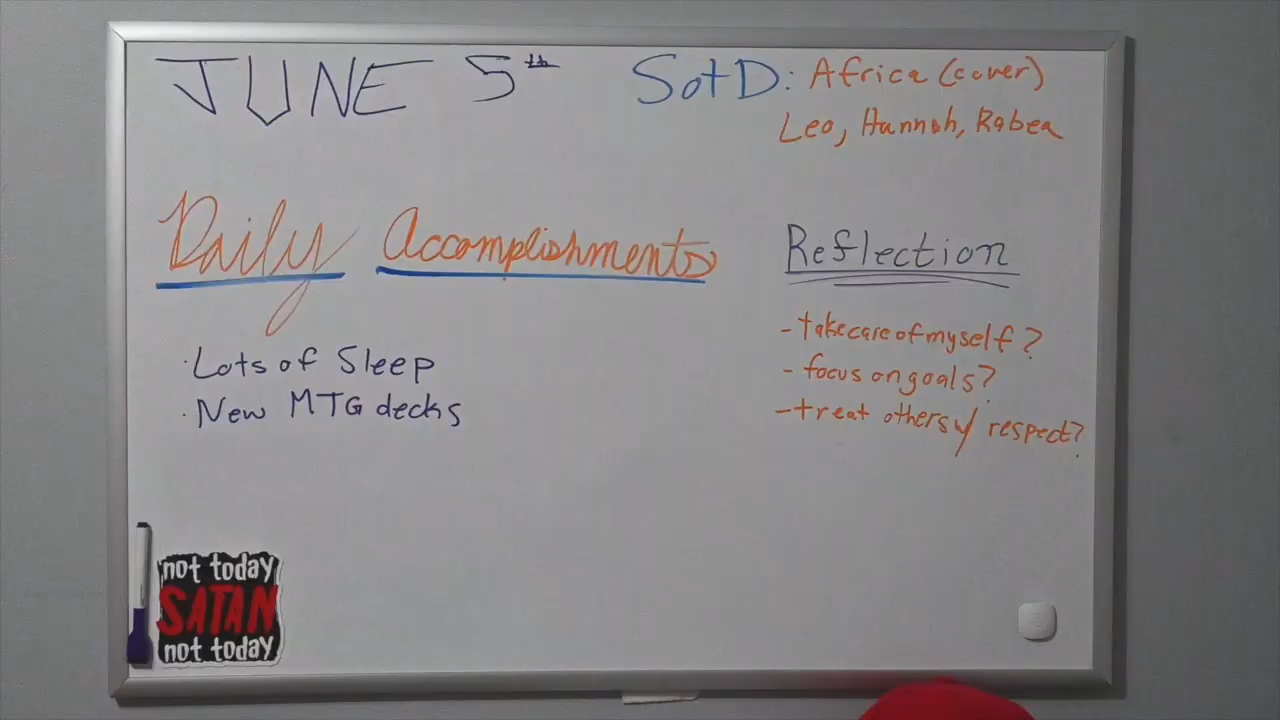 JUNE 5th
SotD: Africa (cover)
Leo, Hannah, Rabea
Daily Accomplishments
· Lots of Sleep
· New MTG decks
Reflection
- take care of myself?
- focus on goals?
- treat others w/ respect?
not today
SATAN
not today